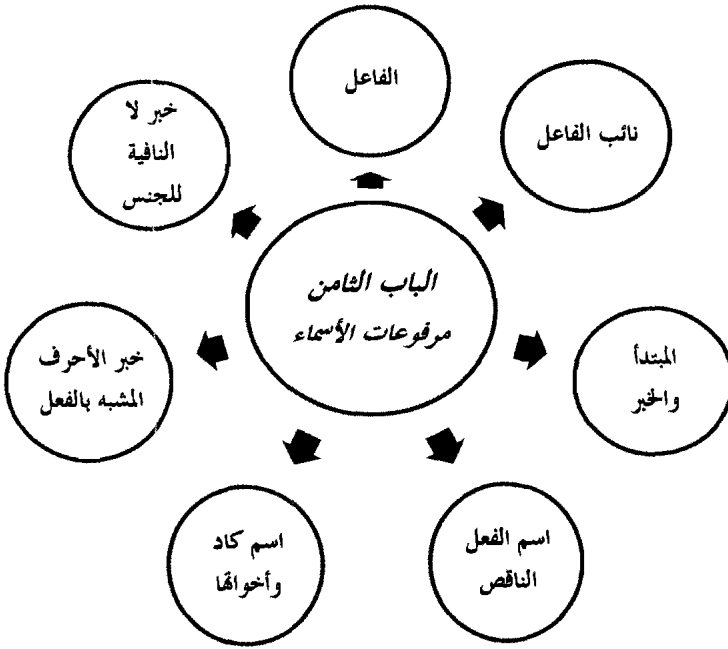 الباب الثامن
مرفوعات الأسماء
الفاعل
نائب الفاعل
المبتدأ
والخبر
اسم الفعل
الناقص
اسم كاد
وأخواتها
خبر الأحرف
المشبه بالفعل
خبر لا
النافية
للجنس